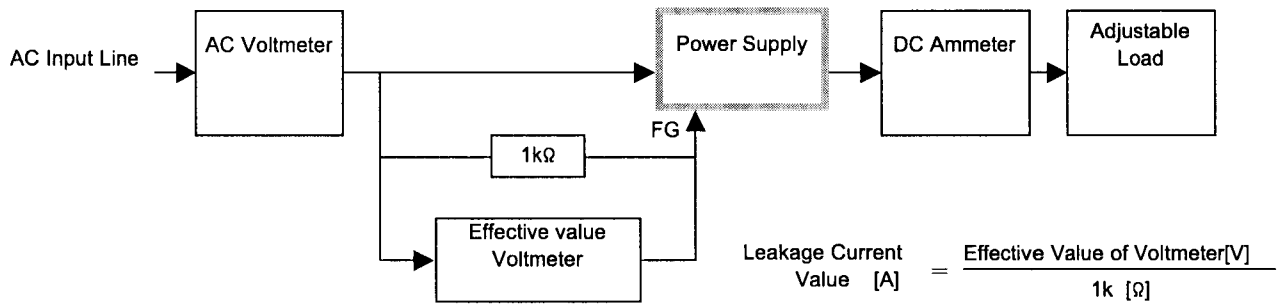 AC Input Line
AC Voltmeter
Power Supply
DC Ammeter
Adjustable
Load
FG
1kΩ
Effective value
Voltmeter
Leakage Current
Value [A]
=
Effective Value of Voltmeter[V]
1k [Ω]